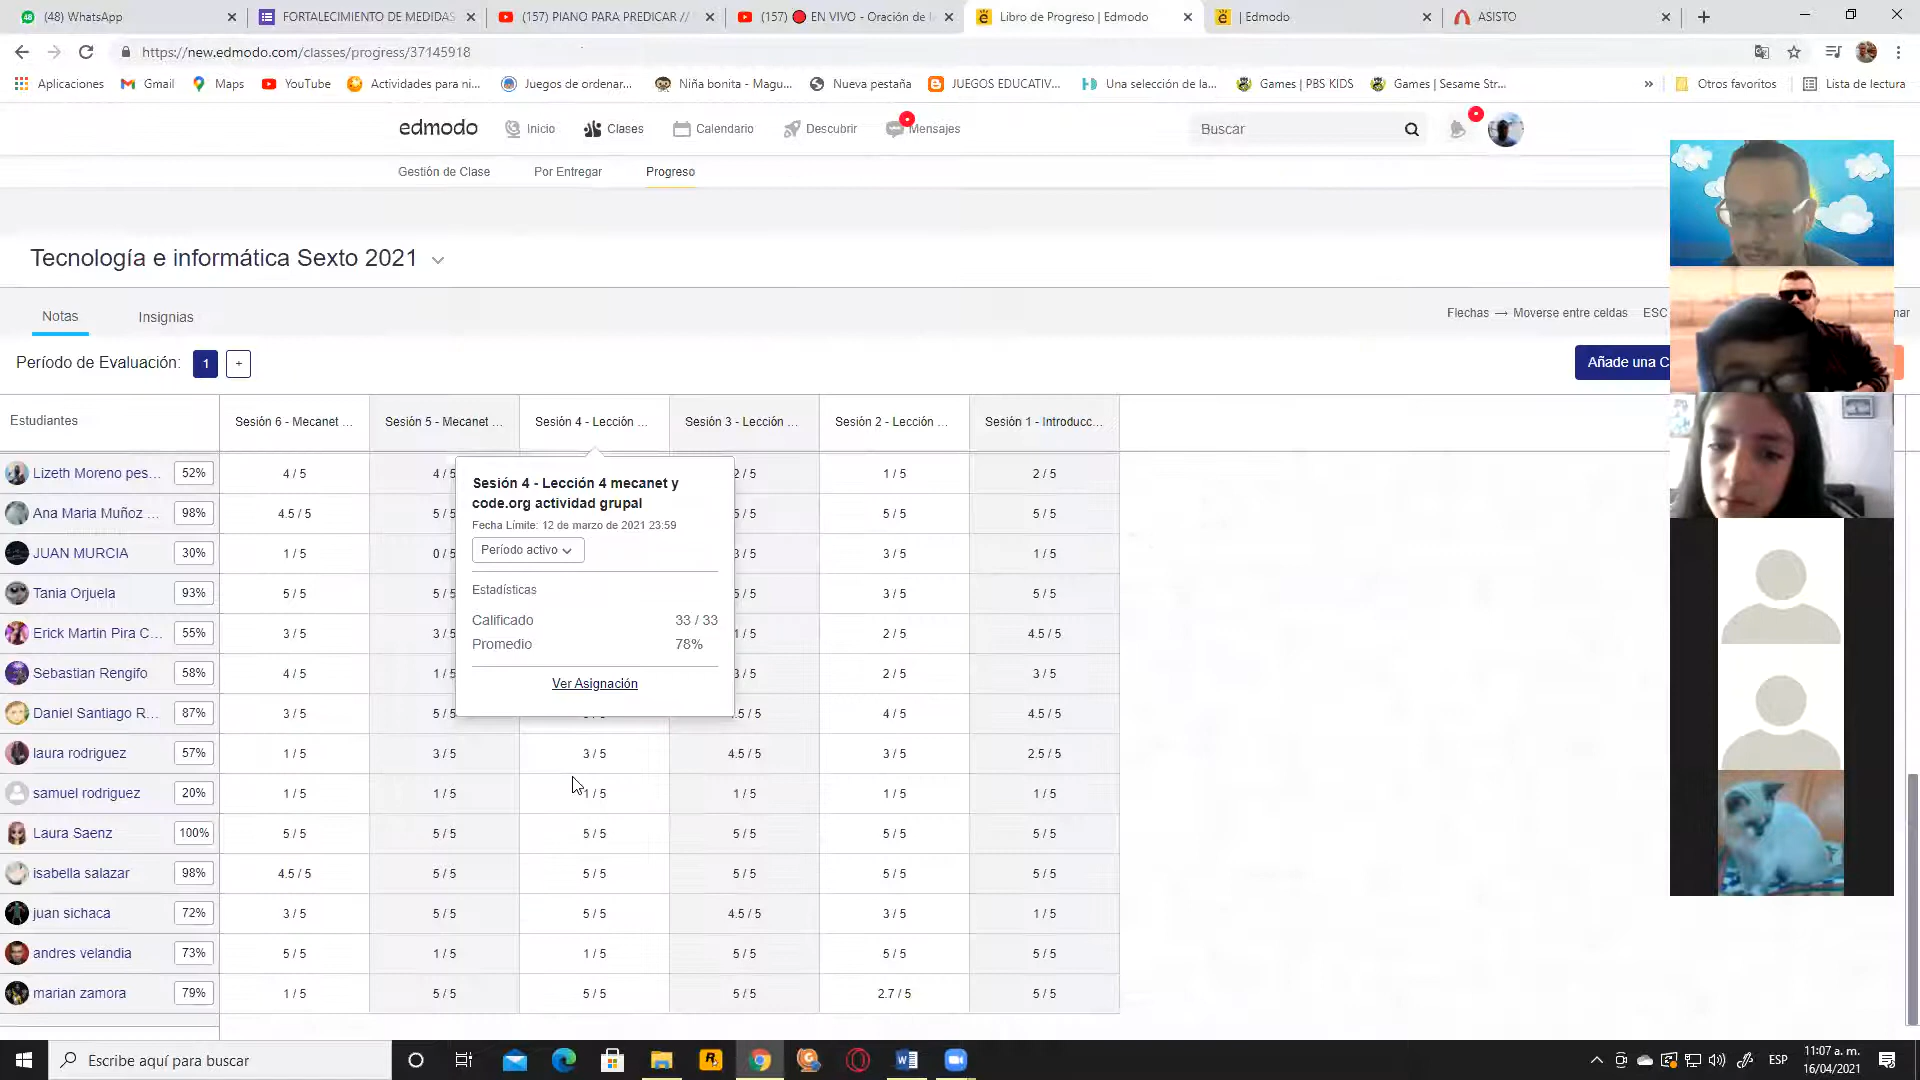 (48) WhatsApp
FORTALECIMIENTO DE MEDIDAS
(157) PIANO PARA PREDICAR //
(157) 🔴 EN VIVO - Oración de l
Libro de Progreso | Edmodo
| Edmodo
ASISTO
https://new.edmodo.com/classes/progress/37145918
Aplicaciones
Gmail
Maps
YouTube
Actividades para ni...
Juegos de ordenar...
Niña bonita - Magu...
Nueva pestaña
JUEGOS EDUCATIV...
Una selección de la...
Games | PBS KIDS
Games | Sesame Str...
»
Otros favoritos
Lista de lectura
edmodo
Inicio
Clases
Calendario
Descubrir
Mensajes
Buscar
Gestión de Clase
Por Entregar
Progreso
Tecnología e informática Sexto 2021
Notas
Insignias
Flechas → Moverse entre celdas
ESC
nar
Período de Evaluación:
1
+
Añade una C
Estudiantes
Sesión 6 - Mecanet ...
Sesión 5 - Mecanet ...
Sesión 4 - Lección ...
Sesión 3 - Lección ...
Sesión 2 - Lección ...
Sesión 1 - Introducc...
Lizeth Moreno pes... 52% 4 / 5 4 / 5 2 / 5 1 / 5 2 / 5
Ana Maria Muñoz ... 98% 4.5 / 5 5 / 5 5 / 5 5 / 5 5 / 5
JUAN MURCIA 30% 1 / 5 0 / 5 3 / 5 3 / 5 1 / 5
Tania Orjuela 93% 5 / 5 5 / 5 5 / 5 3 / 5 5 / 5
Erick Martin Pira C... 55% 3 / 5 3 / 5 1 / 5 2 / 5 4.5 / 5
Sebastian Rengifo 58% 4 / 5 1 / 5 3 / 5 2 / 5 3 / 5
Daniel Santiago R... 87% 3 / 5 5 / 5 .5 / 5 4 / 5 4.5 / 5
laura rodriguez 57% 1 / 5 3 / 5 3 / 5 4.5 / 5 3 / 5 2.5 / 5
samuel rodriguez 20% 1 / 5 1 / 5 1 / 5 1 / 5 1 / 5 1 / 5
Laura Saenz 100% 5 / 5 5 / 5 5 / 5 5 / 5 5 / 5 5 / 5
isabella salazar 98% 4.5 / 5 5 / 5 5 / 5 5 / 5 5 / 5 5 / 5
juan sichaca 72% 3 / 5 5 / 5 5 / 5 4.5 / 5 3 / 5 1 / 5
andres velandia 73% 5 / 5 1 / 5 1 / 5 5 / 5 5 / 5 5 / 5
marian zamora 79% 1 / 5 5 / 5 5 / 5 5 / 5 2.7 / 5 5 / 5
Sesión 4 - Lección 4 mecanet y
code.org actividad grupal
Fecha Límite: 12 de marzo de 2021 23:59
Período activo
Estadísticas
Calificado 33 / 33
Promedio 78%
Ver Asignación
Escribe aquí para buscar
ESP
11:07 a. m.
16/04/2021